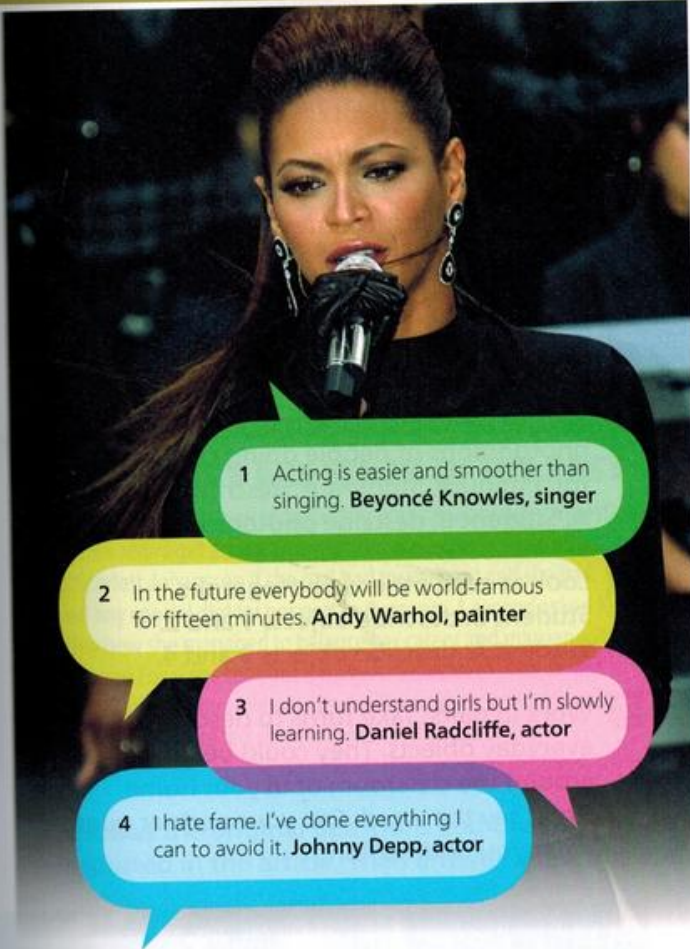 1 Acting is easier and smoother than
singing. Beyoncé Knowles, singer
2 In the future everybody will be world-famous
for fifteen minutes. Andy Warhol, painter
3 I don't understand girls but I'm slowly
learning. Daniel Radcliffe, actor
4 I hate fame. I've done everything I
can to avoid it. Johnny Depp, actor